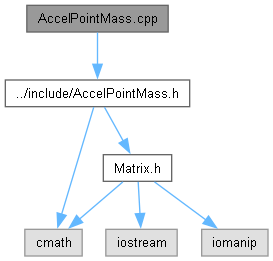 AccelPointMass.cpp
../include/AccelPointMass.h
Matrix.h
cmath
iostream
iomanip